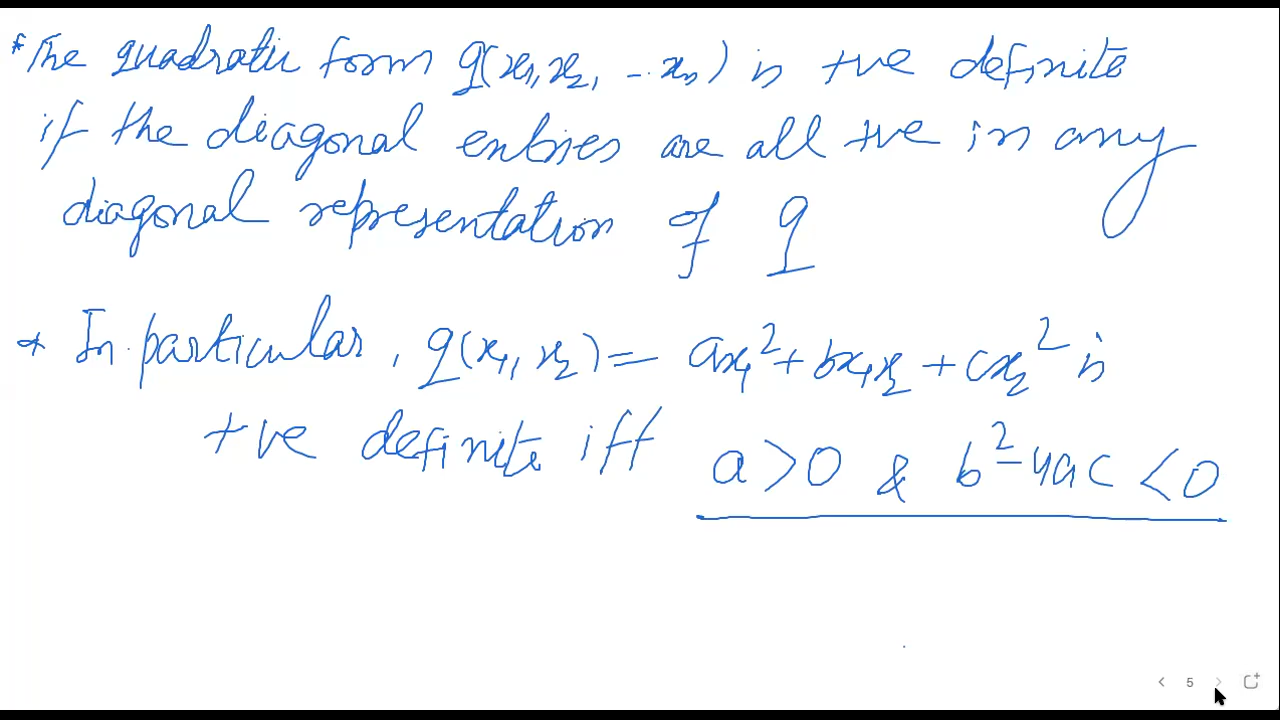 * The quadratic form q(x₁, x₂, -.. xₙ) is +ve definite
if the diagonal entries are all +ve in any
diagonal representation of q
* In particular, q(x₁, x₂) = ax₁² + bx₁x₂ + cx₂² is
+ve definite iff a > 0 & b² - 4ac < 0
5